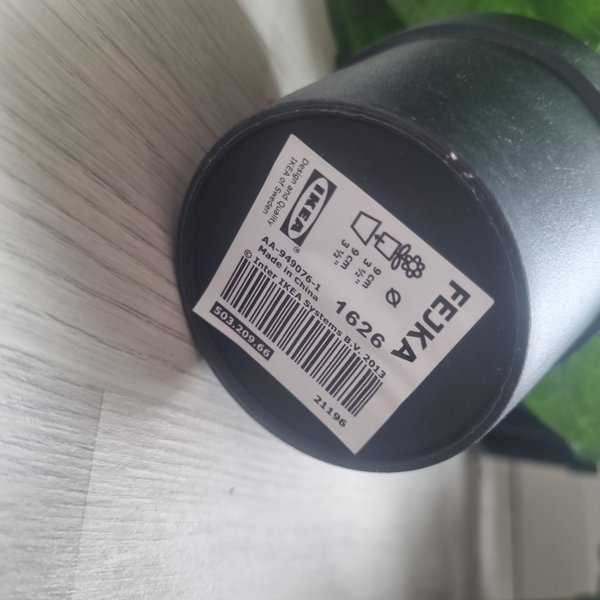 FEJKA
Ø
9 cm
3 ½"
9 cm
3 ½"
1626
IKEA
®
Design and Quality
IKEA of Sweden
AA-949076-1
Made in China
© Inter IKEA Systems B.V. 2013
503.209.66
21196